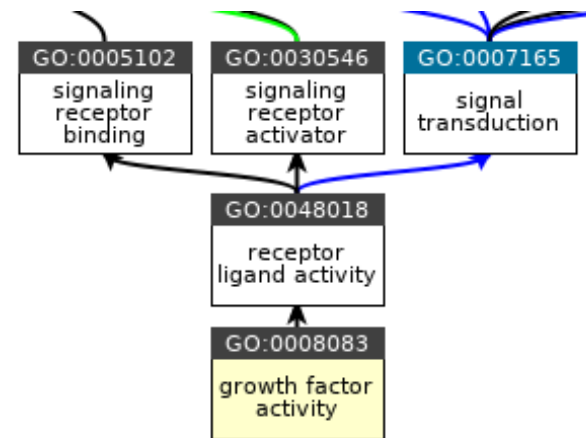 GO:0005102
signaling
receptor
binding
GO:0030546
signaling
receptor
activator
GO:0007165
signal
transduction
GO:0048018
receptor
ligand activity
GO:0008083
growth factor
activity